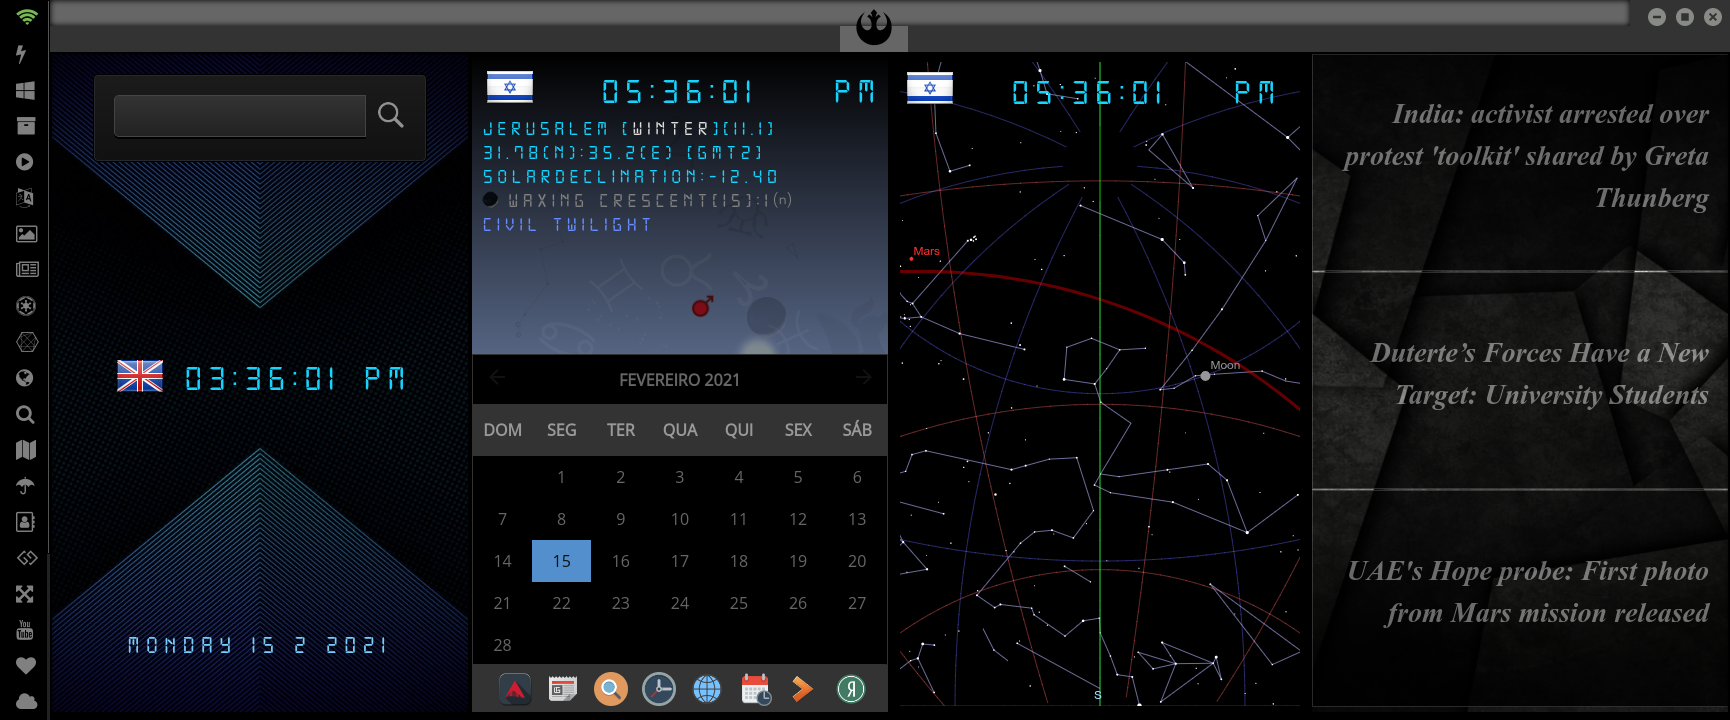 03:36:01 PM
MONDAY 15 2 2021
05:36:01 PM
JERUSALEM [WINTER][11.1]
31.78(N):35.2(E) [GMT2]
SOLARDECLINATION:-12.40
WAXING CRESCENT[15]:1(n)
CIVIL TWILIGHT
FEVEREIRO 2021
DOM SEG TER QUA QUI SEX SÁB
1 2 3 4 5 6
7 8 9 10 11 12 13
14 15 16 17 18 19 20
21 22 23 24 25 26 27
28
05:36:01 PM
Mars
Moon
S
India: activist arrested over
protest 'toolkit' shared by Greta
Thunberg
Duterte’s Forces Have a New
Target: University Students
UAE's Hope probe: First photo
from Mars mission released
You
Tube
Я